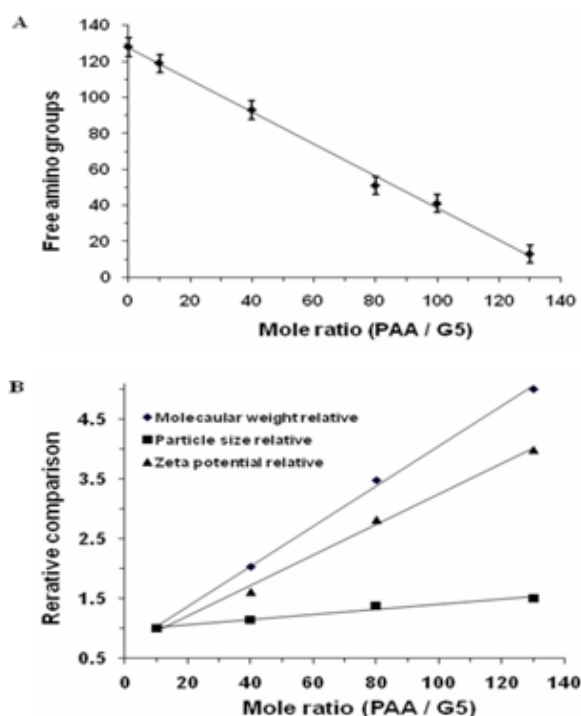 A
140
120
100
80
60
40
20
0
Free amino groups
0 20 40 60 80 100 120 140
Mole ratio (PAA / G5)
B
4.5
3.5
2.5
1.5
0.5
Rerative comparison
Molecaular weight relative
Particle size relative
Zeta potential relative
0 20 40 60 80 100 120 140
Mole ratio (PAA / G5)